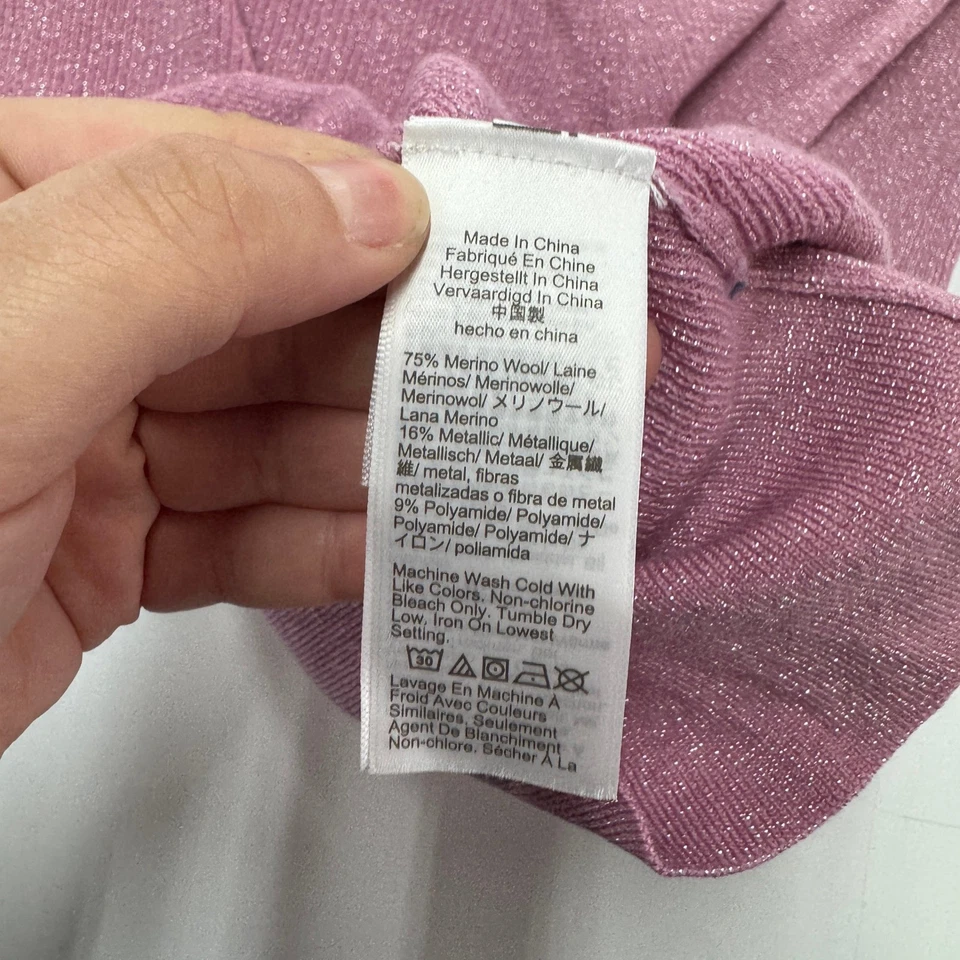 Made In China
Fabriqué En Chine
Hergestellt In China
Vervaardigd In China
中国製
hecho en china
75% Merino Wool/ Laine
Mérinos/ Merinowolle/
Merinowol/ メリノウール/
Lana Merino
16% Metallic/ Métallique/
Metallisch/ Metaal/ 金属繊
維/ metal, fibras
metalizadas o fibra de metal
9% Polyamide/ Polyamide/
Polyamide/ Polyamide/ ナ
イロン/ poliamida
Machine Wash Cold With
Like Colors. Non-chlorine
Bleach Only. Tumble Dry
Low. Iron On Lowest
Setting.
30
Lavage En Machine À
Froid Avec Couleurs
Similaires. Seulement
Agent De Blanchiment
Non-chlore. Sécher À La